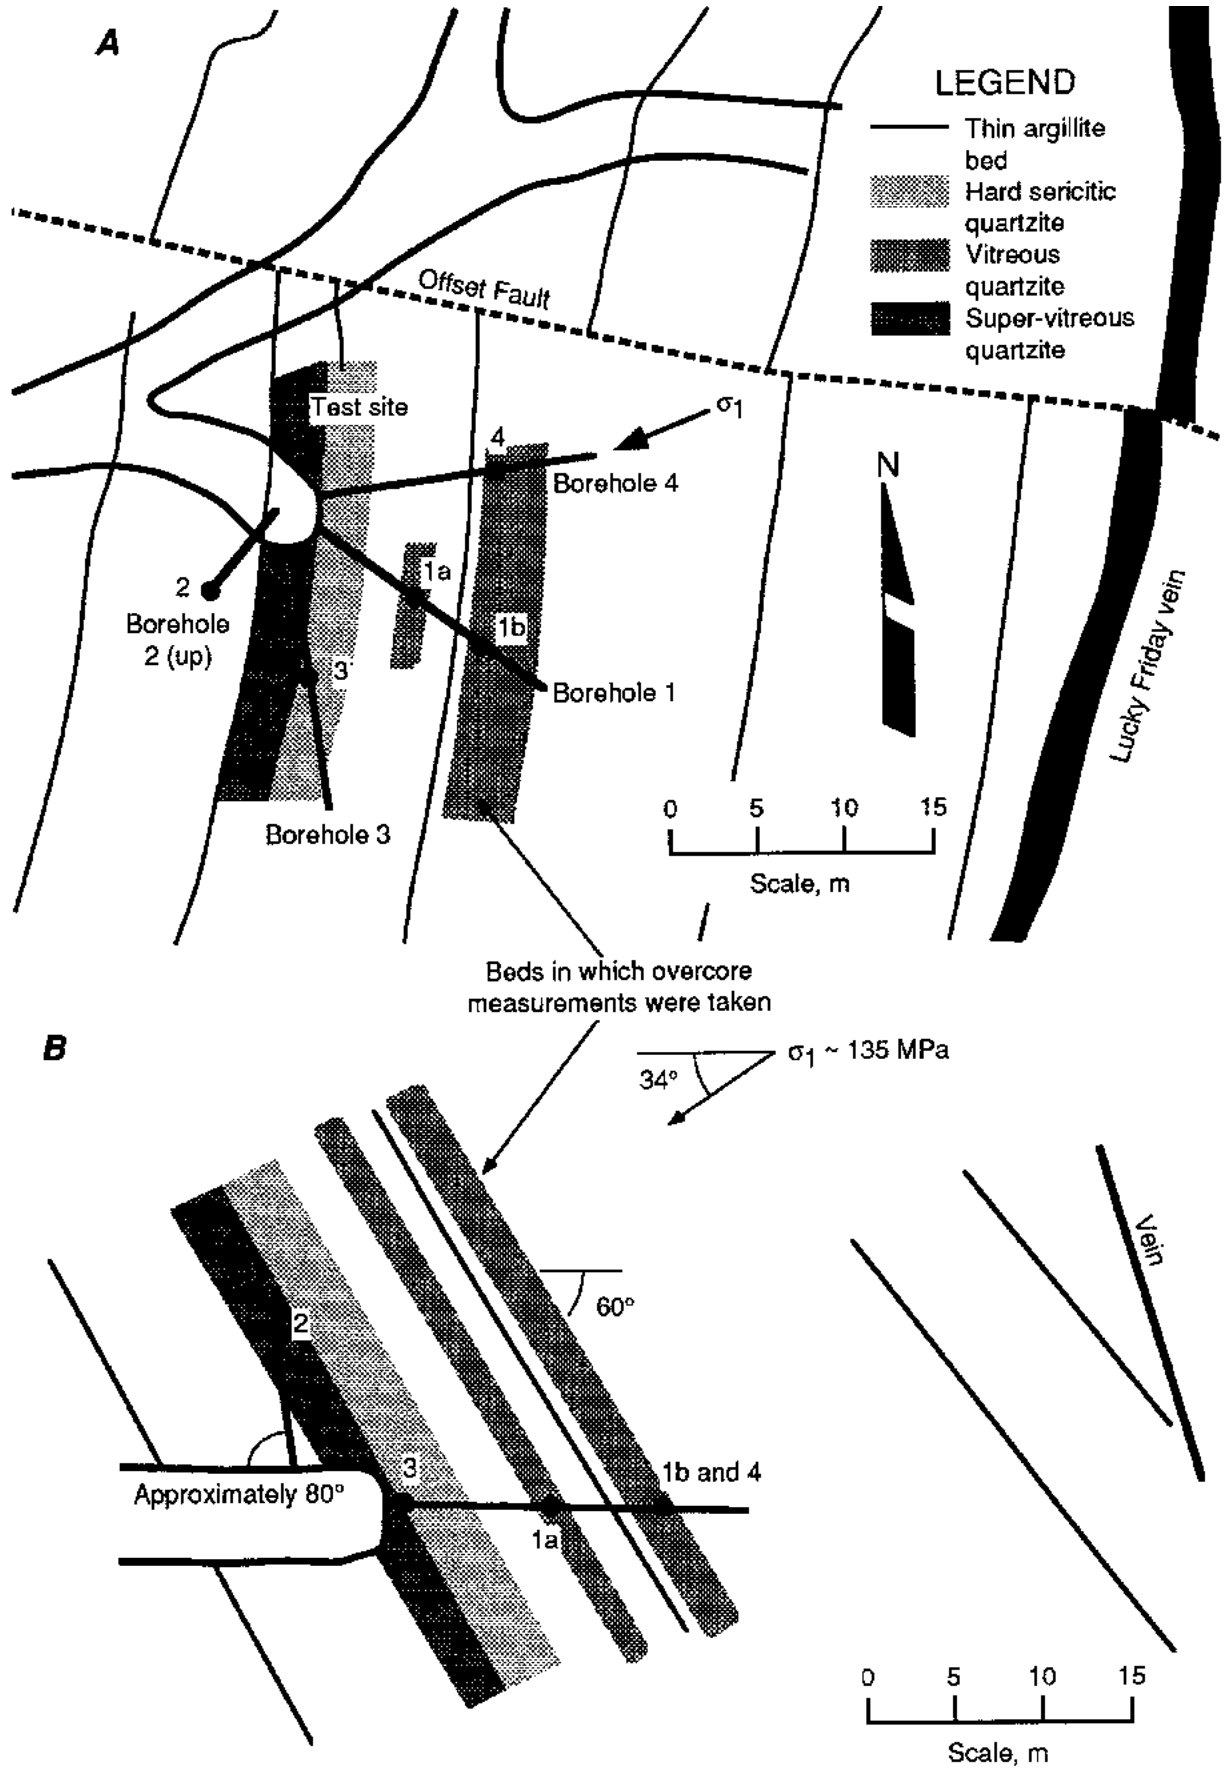 A
LEGEND
Thin argillite
bed
Hard sericitic
quartzite
Vitreous
quartzite
Super-vitreous
quartzite
Offset Fault
Test site
σ1
4
Borehole 4
N
2
Borehole
2 (up)
1a
1b
3
Borehole 1
Borehole 3
Lucky Friday vein
0 5 10 15
Scale, m
Beds in which overcore
measurements were taken
B
σ1 ~ 135 MPa
34°
Vein
60°
2
3
1b and 4
Approximately 80°
1a
0 5 10 15
Scale, m